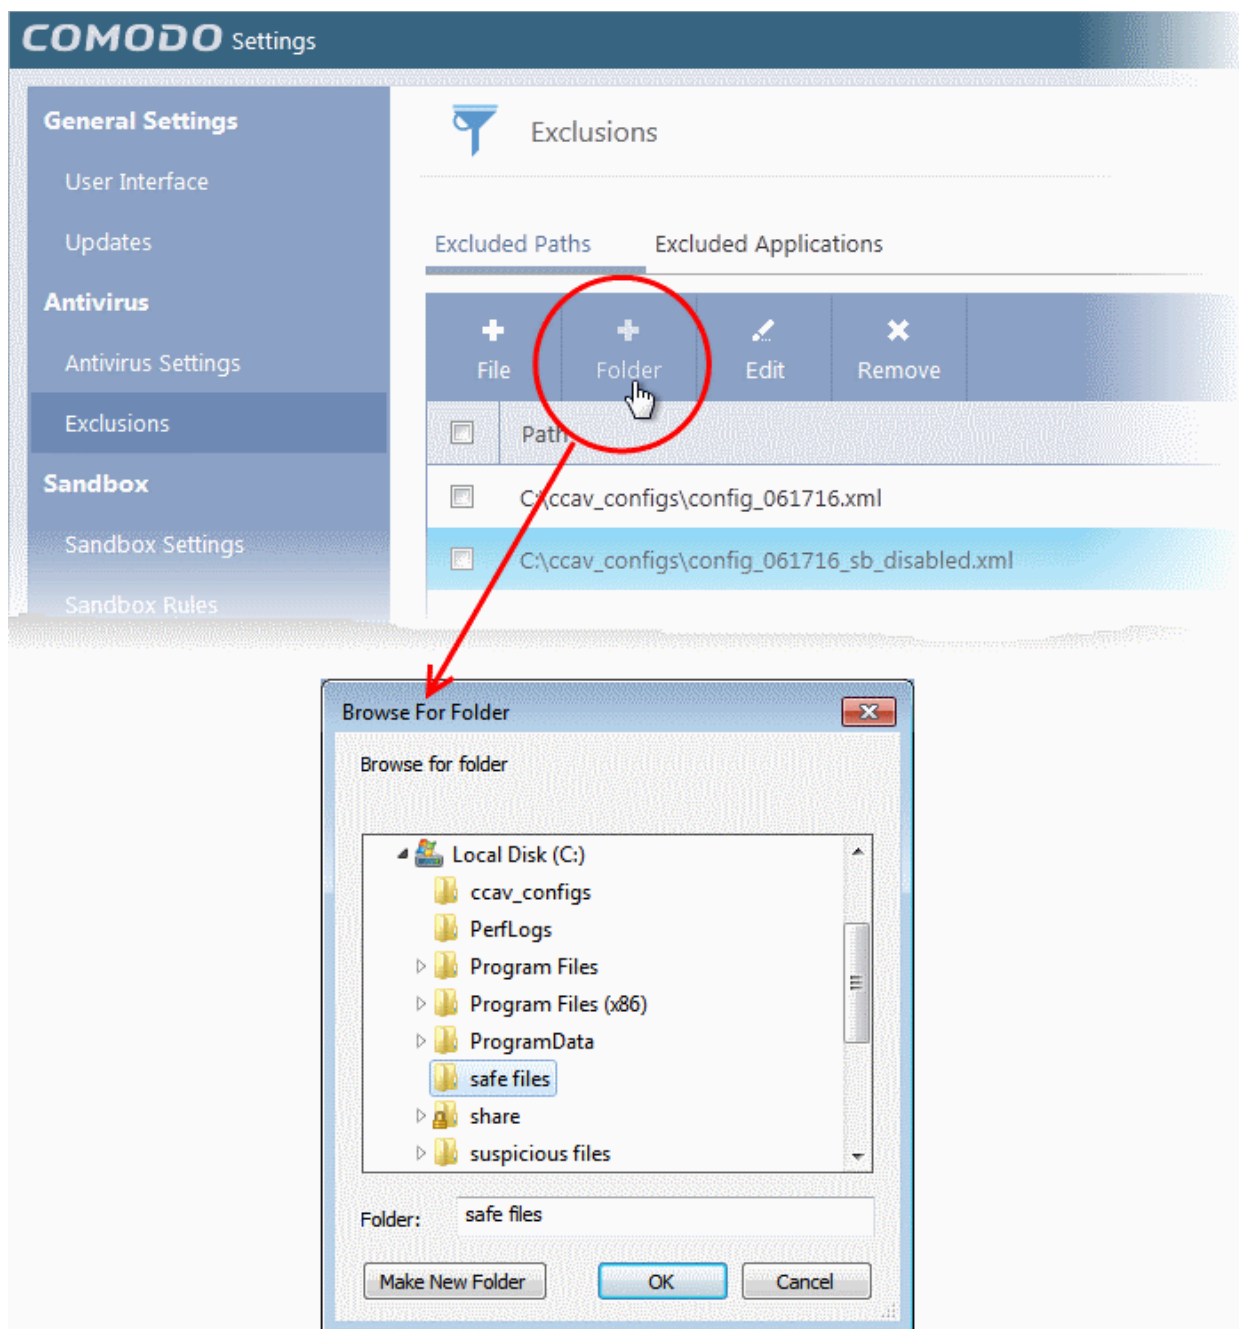 COMODO Settings
General Settings
User Interface
Updates
Antivirus
Antivirus Settings
Exclusions
Sandbox
Sandbox Settings
Sandbox Rules
Exclusions
Excluded Paths Excluded Applications
File Folder Edit Remove
Path
C:\ccav_configs\config_061716.xml
C:\ccav_configs\config_061716_sb_disabled.xml
Browse For Folder
Browse for folder
Local Disk (C:)
ccav_configs
PerfLogs
Program Files
Program Files (x86)
ProgramData
safe files
share
suspicious files
Folder: safe files
Make New Folder OK Cancel